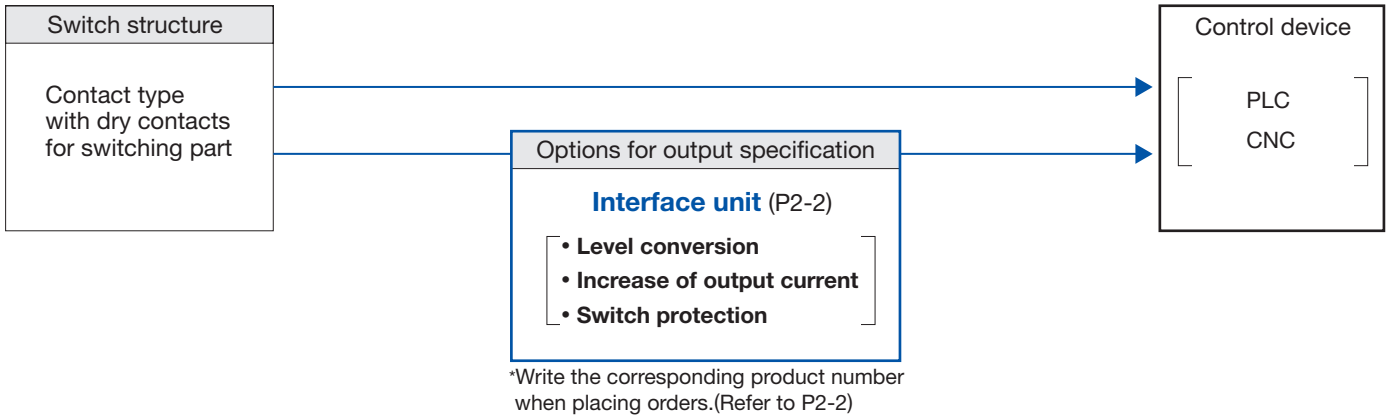 Switch structure
Contact type
with dry contacts
for switching part
Options for output specification
Interface unit (P2-2)
• Level conversion
• Increase of output current
• Switch protection
*Write the corresponding product number
when placing orders.(Refer to P2-2)
Control device
PLC
CNC